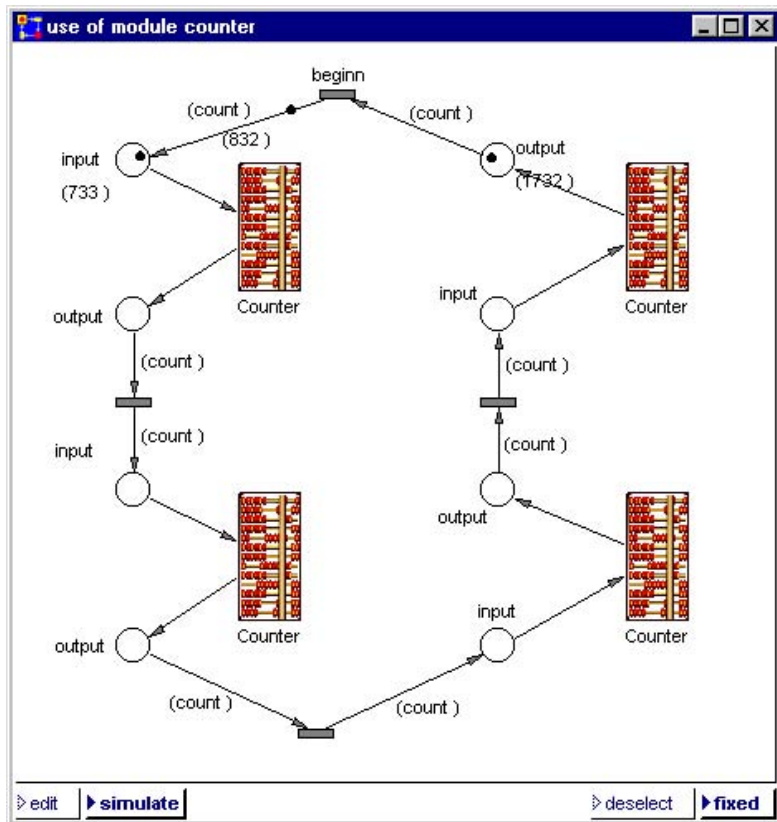 use of module counter
beginn
(count )
(count )
(832 )
input
output
(733 )
(1732 )
Counter
Counter
output
input
(count )
(count )
(count )
(count )
input
output
Counter
Counter
output
input
(count )
(count )
edit
simulate
deselect
fixed